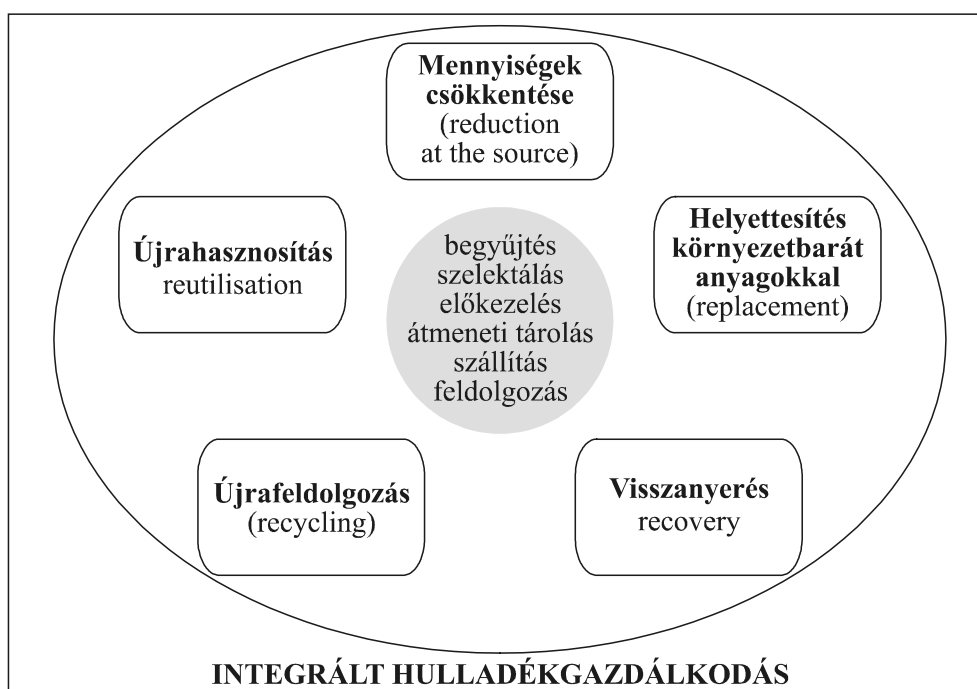 Mennyiségek
csökkentése
(reduction
at the source)
Újrahasznosítás
reutilisation
Helyettesítés
környezetbarát
anyagokkal
(replacement)
begyűjtés
szelektálás
előkezelés
átmeneti tárolás
szállítás
feldolgozás
Újrafeldolgozás
(recycling)
Visszanyerés
recovery
INTEGRÁLT HULLADÉKGAZDÁLKODÁS